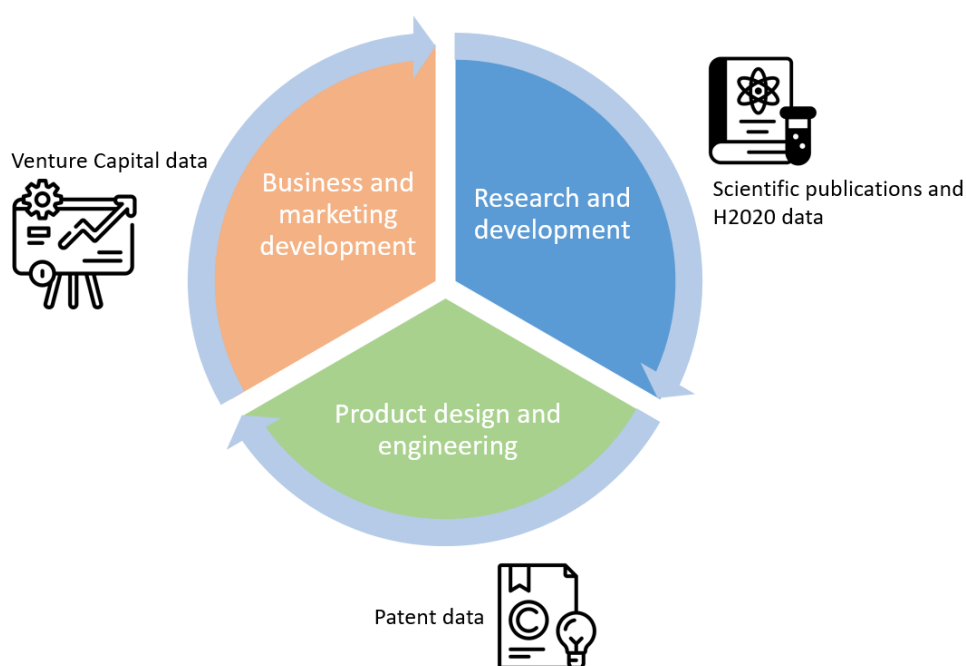 Venture Capital data
Business and
marketing
development
Research and
development
Scientific publications and
H2020 data
Product design and
engineering
Patent data
C